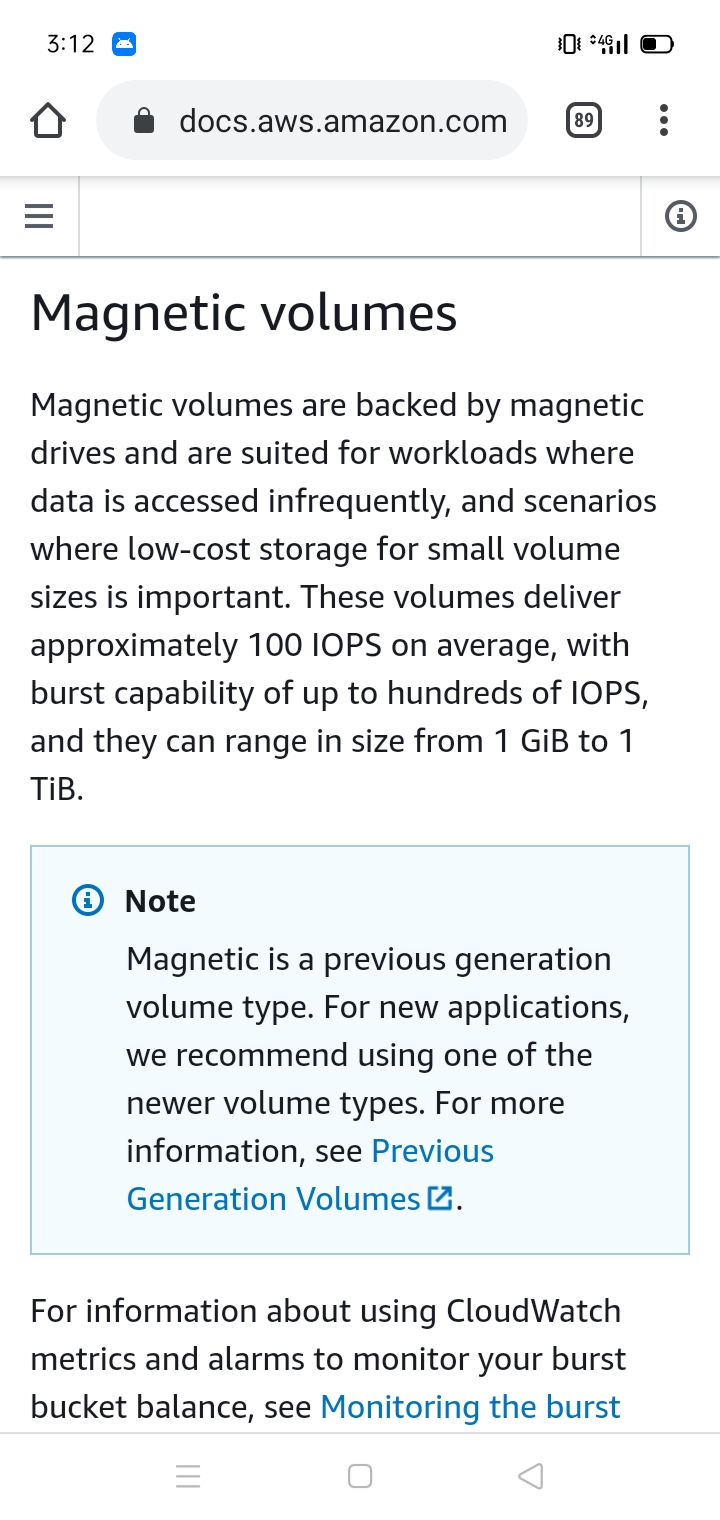 3:12
4G
docs.aws.amazon.com
89
Magnetic volumes
Magnetic volumes are backed by magnetic
drives and are suited for workloads where
data is accessed infrequently, and scenarios
where low-cost storage for small volume
sizes is important. These volumes deliver
approximately 100 IOPS on average, with
burst capability of up to hundreds of IOPS,
and they can range in size from 1 GiB to 1
TiB.
Note
Magnetic is a previous generation
volume type. For new applications,
we recommend using one of the
newer volume types. For more
information, see Previous
Generation Volumes.
For information about using CloudWatch
metrics and alarms to monitor your burst
bucket balance, see Monitoring the burst